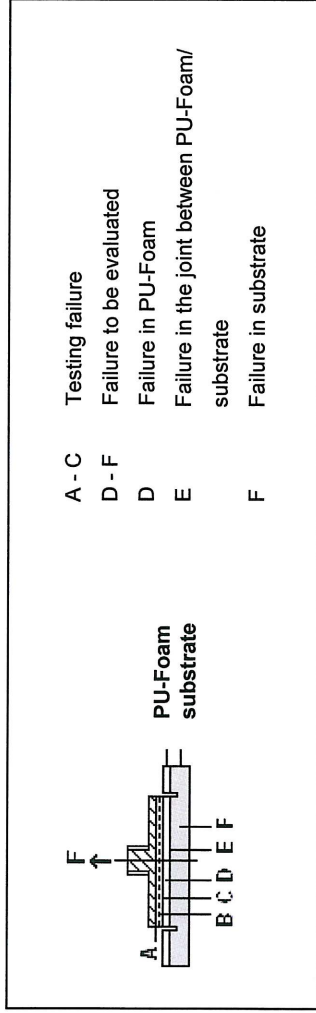 F
A
B C D E F
PU-Foam
substrate
A - C Testing failure
D - F Failure to be evaluated
D Failure in PU-Foam
E Failure in the joint between PU-Foam/
substrate
F Failure in substrate